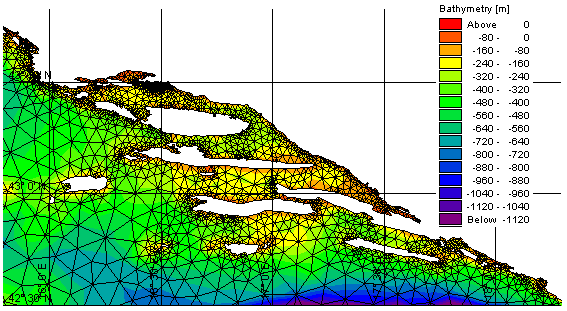 Bathymetry [m]
Above 0
-80 - 0
-160 - -80
-240 - -160
-320 - -240
-400 - -320
-480 - -400
-560 - -480
-640 - -560
-720 - -640
-800 - -720
-880 - -800
-960 - -880
-1040 - -960
-1120 - -1040
Below -1120
N
43°0'
42°30'N